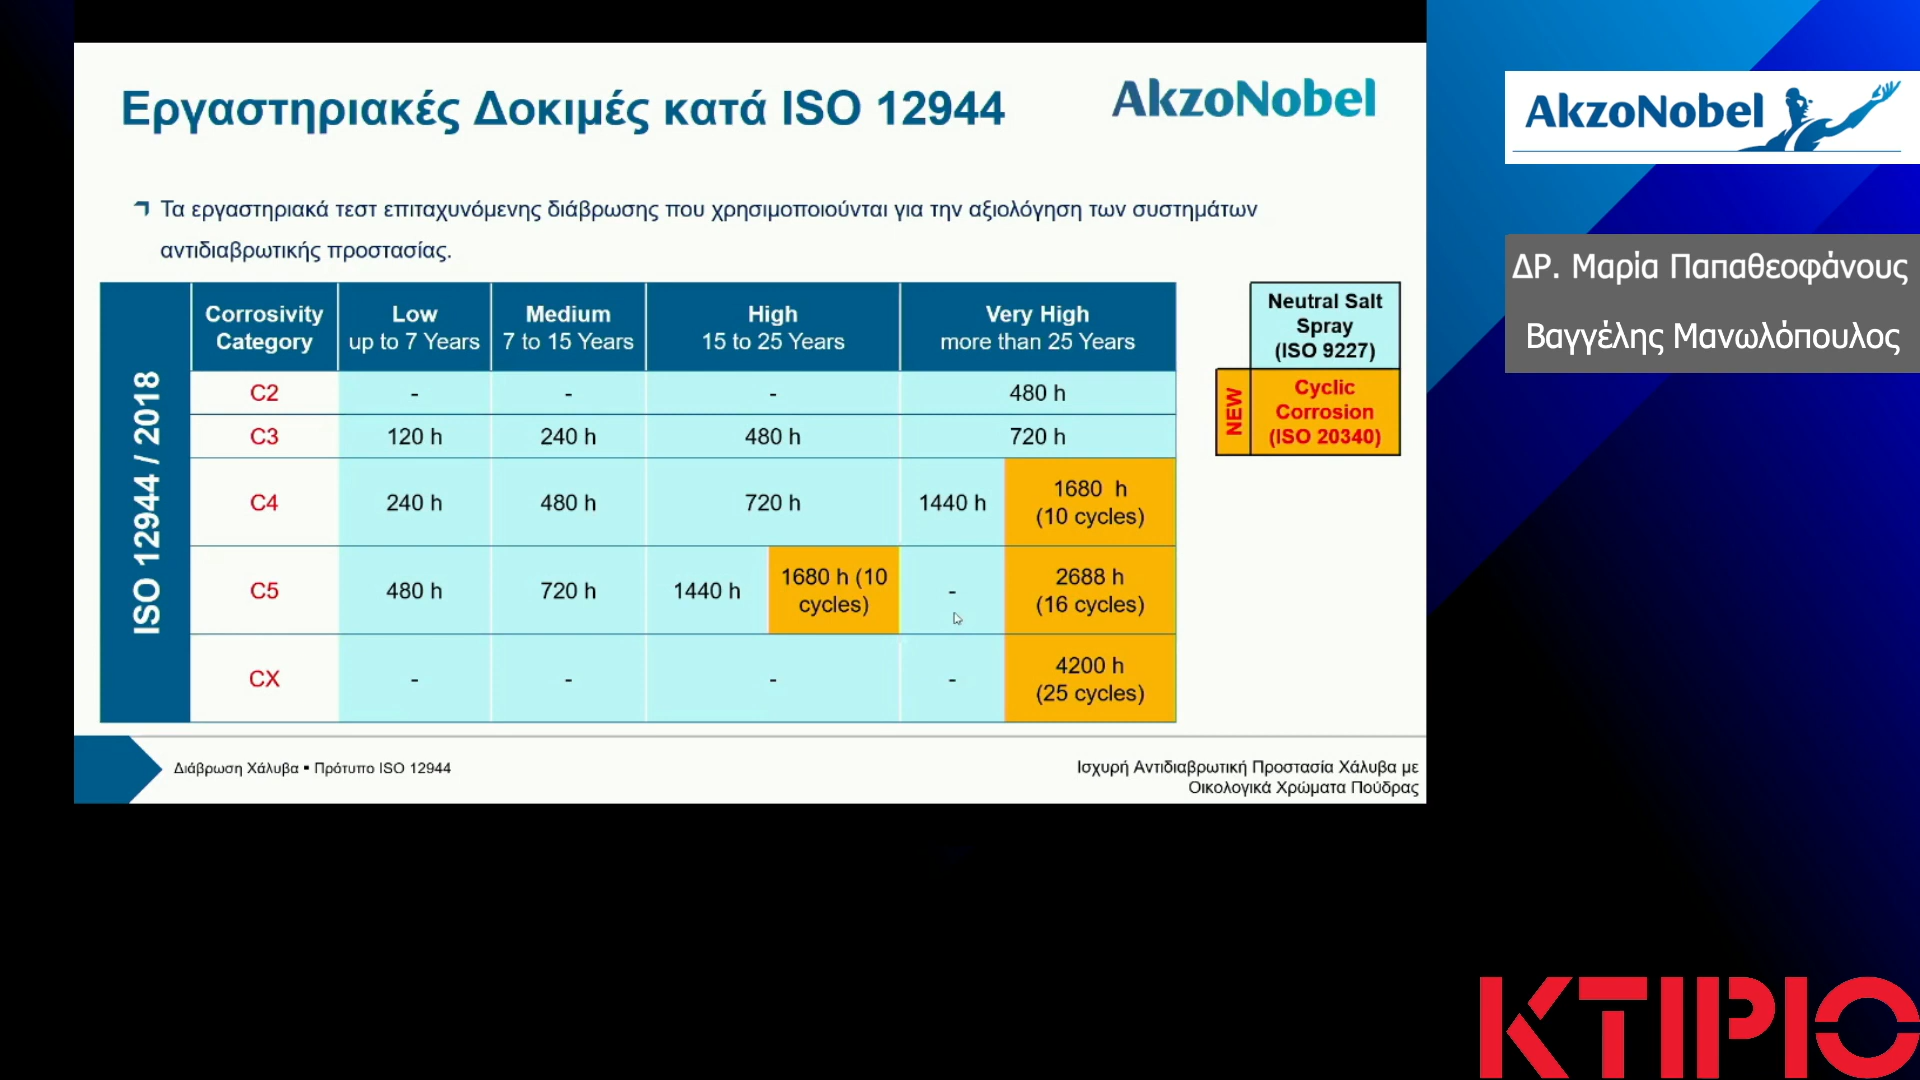 Εργαστηριακές Δοκιμές κατά ISO 12944
AkzoNobel
Τα εργαστηριακά τεστ επιταχυνόμενης διάβρωσης που χρησιμοποιούνται για την αξιολόγηση των συστημάτων
αντιδιαβρωτικής προστασίας.
ISO 12944 / 2018
Corrosivity Category
Low up to 7 Years
Medium 7 to 15 Years
High 15 to 25 Years
Very High more than 25 Years
C2 - - - 480 h
C3 120 h 240 h 480 h 720 h
C4 240 h 480 h 720 h 1440 h 1680 h (10 cycles)
C5 480 h 720 h 1440 h 1680 h (10 cycles) - 2688 h (16 cycles)
CX - - - - 4200 h (25 cycles)
Neutral Salt
Spray
(ISO 9227)
NEW
Cyclic
Corrosion
(ISO 20340)
Διάβρωση Χάλυβα ▪ Πρότυπο ISO 12944
Ισχυρή Αντιδιαβρωτική Προστασία Χάλυβα με
Οικολογικά Χρώματα Πούδρας
AkzoNobel
ΔΡ. Μαρία Παπαθεοφάνους
Βαγγέλης Μανωλόπουλος
ΚΤΙΡΙΟ